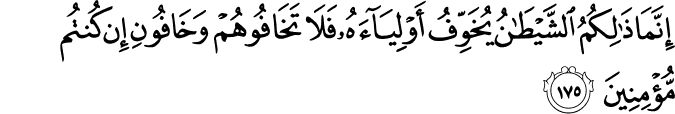 إِنَّمَا ذَٰلِكُمُ ٱلشَّيْطَٰنُ يُخَوِّفُ أَوْلِيَآءَهُۥ فَلَا تَخَافُوهُمْ وَخَافُونِ إِن كُنتُم
مُّؤْمِنِينَ ١٧٥